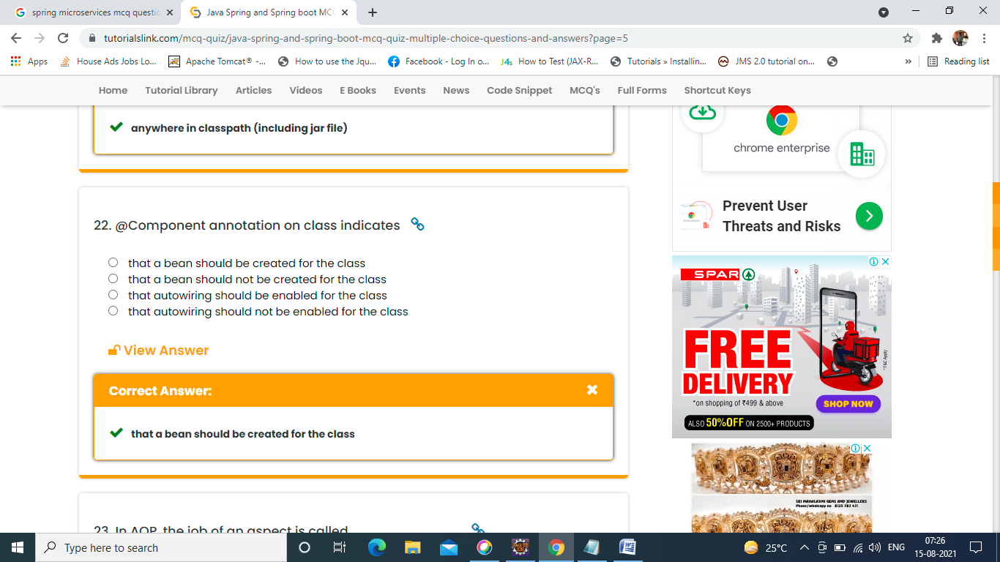 spring microservices mcq questic
Java Spring and Spring boot MCC
tutorialslink.com/mcq-quiz/java-spring-and-spring-boot-mcq-quiz-multiple-choice-questions-and-answers?page=5
Apps
House Ads Jobs Lo...
Apache Tomcat® -...
How to use the Jqu...
Facebook - Log In o...
J4s How to Test (JAX-R...
Tutorials » Installin...
JMS 2.0 tutorial on...
»
Reading list
Home Tutorial Library Articles Videos E Books Events News Code Snippet MCQ's Full Forms Shortcut Keys
anywhere in classpath (including jar file)
22. @Component annotation on class indicates
that a bean should be created for the class
that a bean should not be created for the class
that autowiring should be enabled for the class
that autowiring should not be enabled for the class
View Answer
Correct Answer:
that a bean should be created for the class
23. In AOP, the job of an aspect is called
chrome enterprise
Prevent User
Threats and Risks
SPAR
FREE
DELIVERY
*on shopping of ₹499 & above
ALSO 50%OFF ON 2500+ PRODUCTS
SHOP NOW
*T&C Apply
SRI MAHALAXMI GEMS AND JEWELLERS
Phone/whatsapp no 8125 782 411
Type here to search
25°C
ENG
07:26
15-08-2021